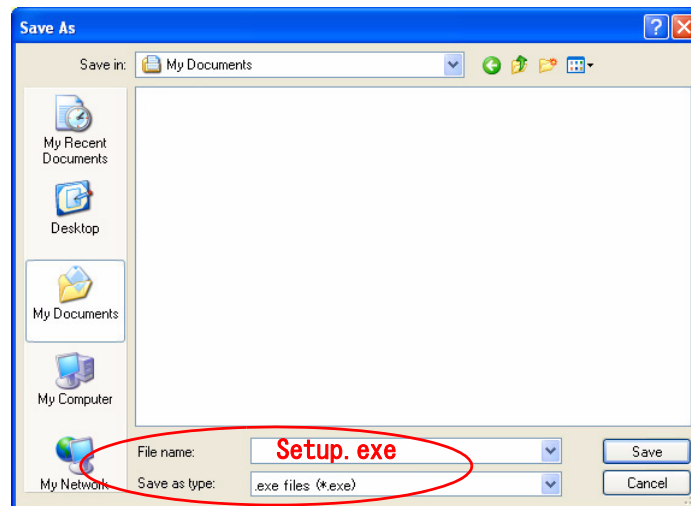 Save As
Save in:
My Documents
My Recent
Documents
Desktop
My Documents
My Computer
My Network
File name:
Setup.exe
Save
Save as type:
.exe files (*.exe)
Cancel